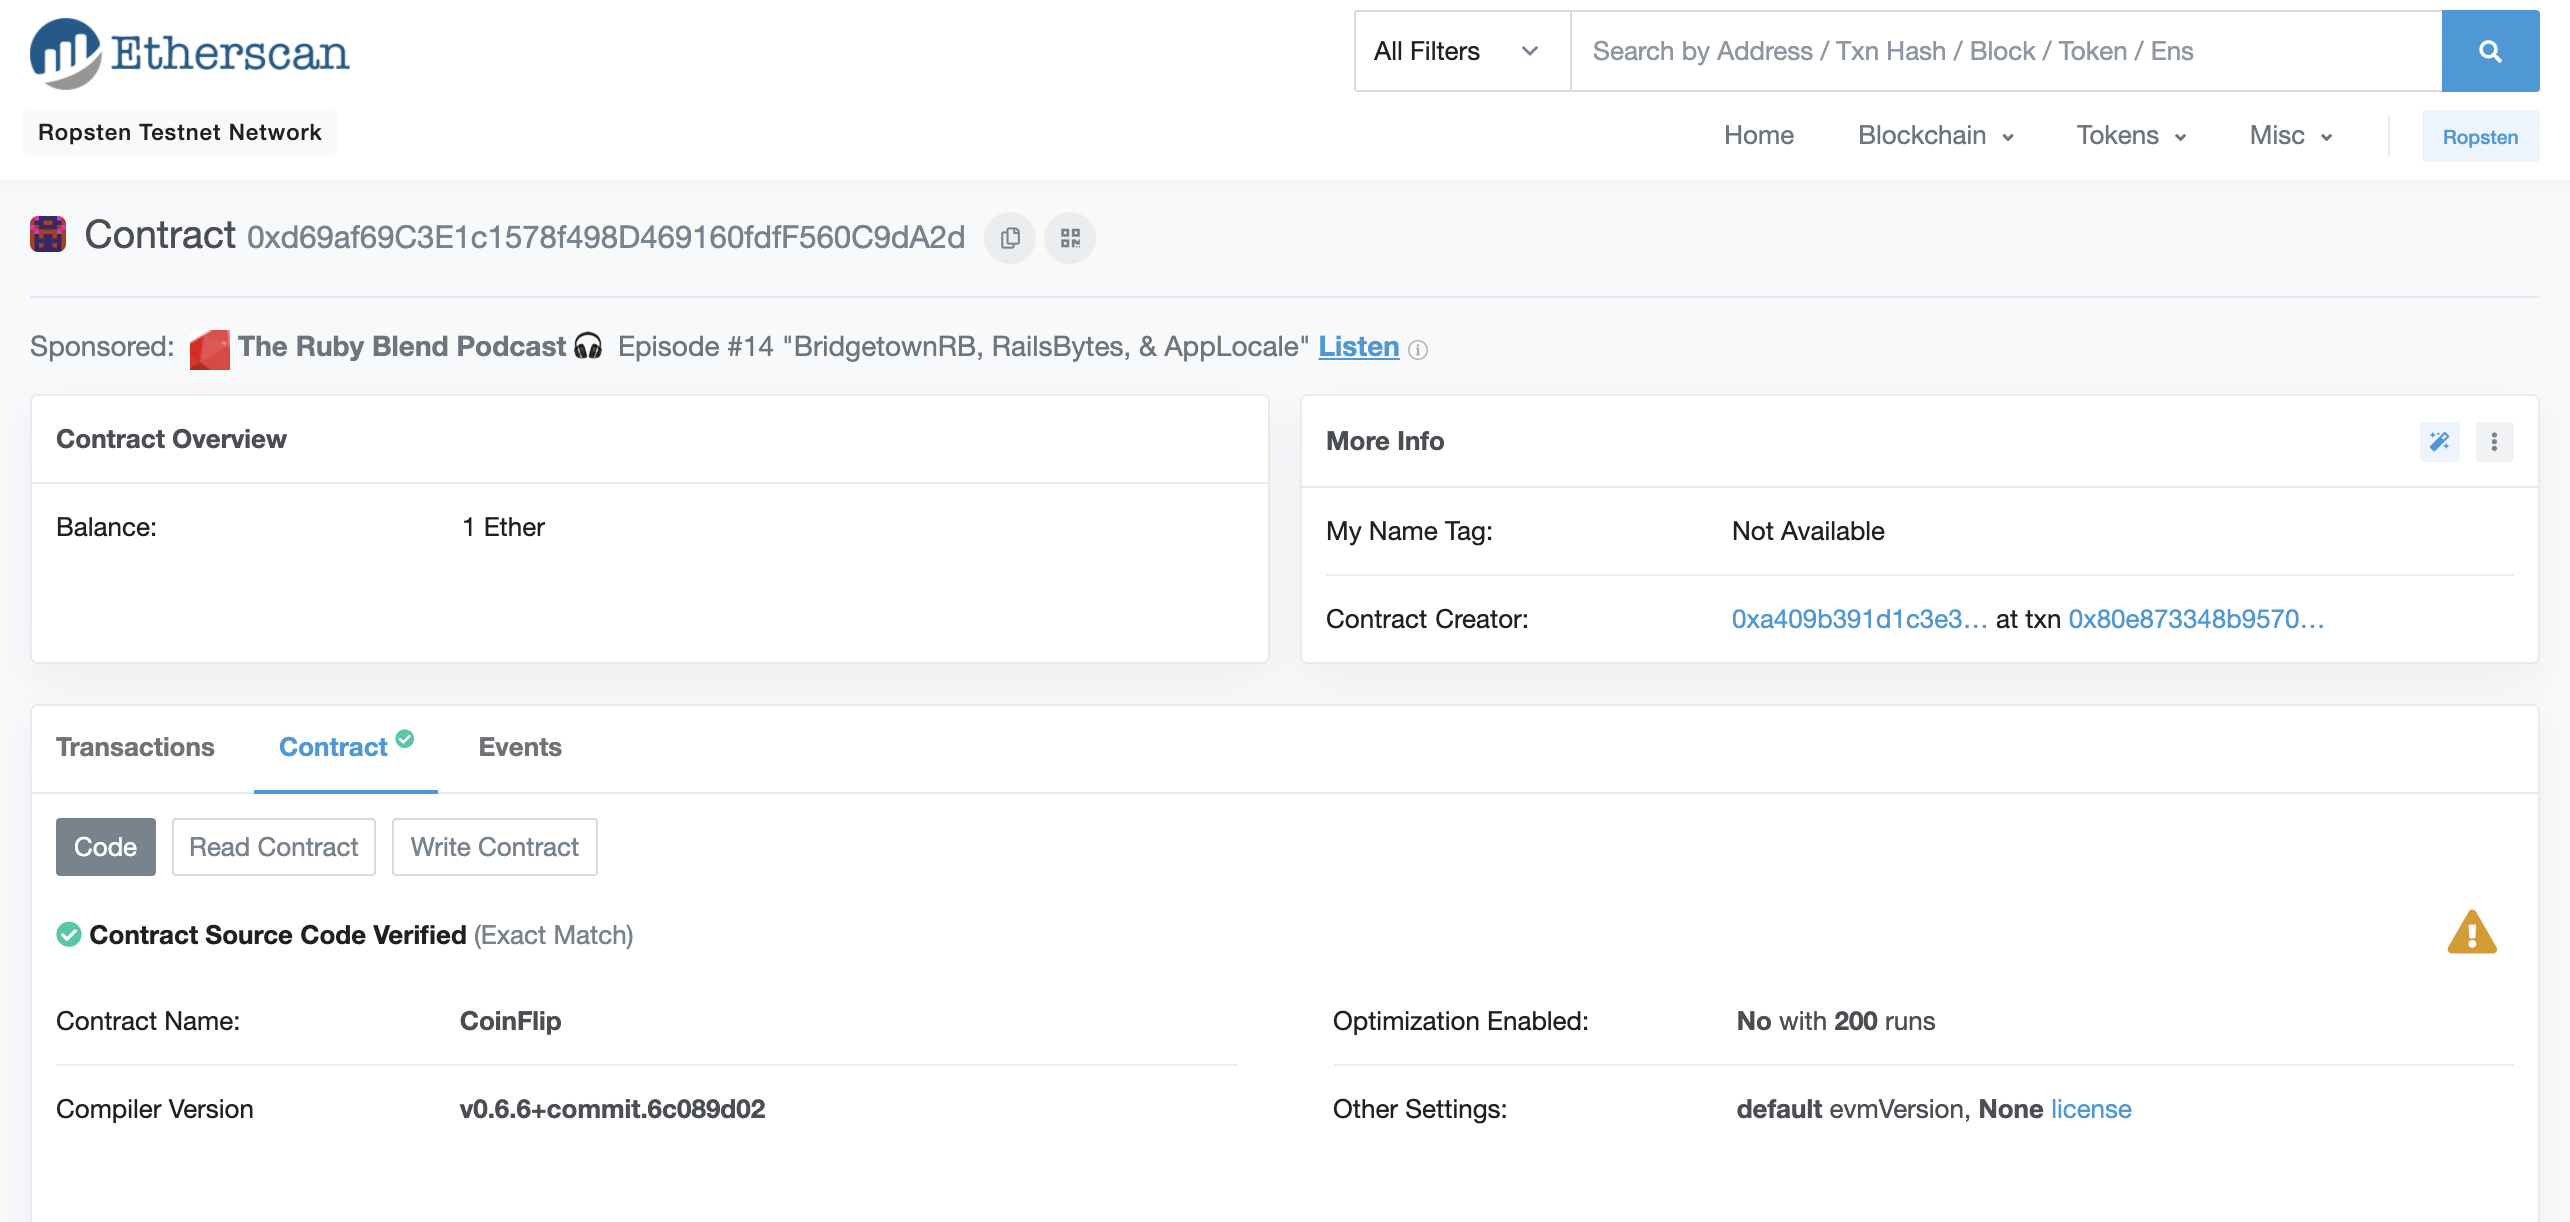 Etherscan
All Filters
Search by Address / Txn Hash / Block / Token / Ens
Ropsten Testnet Network
Home Blockchain Tokens Misc Ropsten
Contract 0xd69af69C3E1c1578f498D469160fdfF560C9dA2d
Sponsored: The Ruby Blend Podcast Episode #14 "BridgetownRB, RailsBytes, & AppLocale" Listen
Contract Overview
Balance: 1 Ether
More Info
My Name Tag: Not Available
Contract Creator: 0xa409b391d1c3e3... at txn 0x80e873348b9570...
Transactions Contract Events
Code Read Contract Write Contract
Contract Source Code Verified (Exact Match)
Contract Name: CoinFlip
Compiler Version v0.6.6+commit.6c089d02
Optimization Enabled: No with 200 runs
Other Settings: default evmVersion, None license